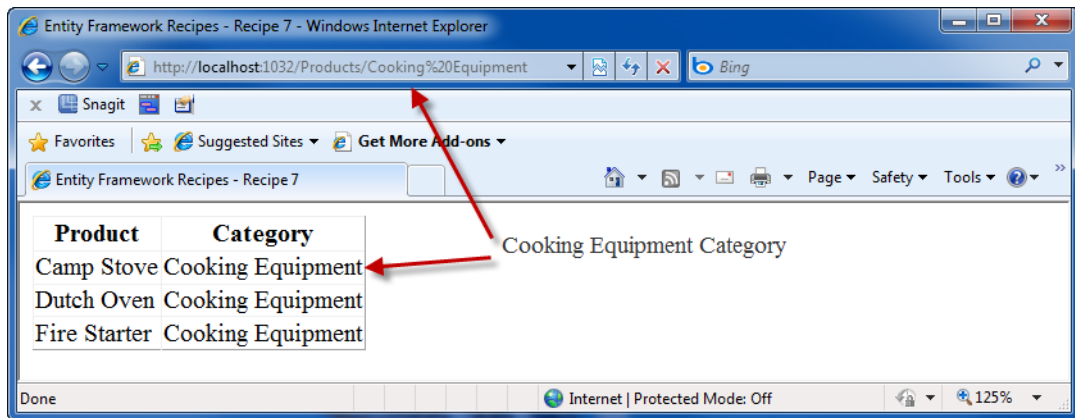 Entity Framework Recipes - Recipe 7 - Windows Internet Explorer
http://localhost:1032/Products/Cooking%20Equipment
Bing
x Snagit
Favorites Suggested Sites Get More Add-ons
Entity Framework Recipes - Recipe 7 Page Safety Tools
Product Category
Cooking Equipment Category
Camp Stove Cooking Equipment
Dutch Oven Cooking Equipment
Fire Starter Cooking Equipment
Done Internet | Protected Mode: Off 125%